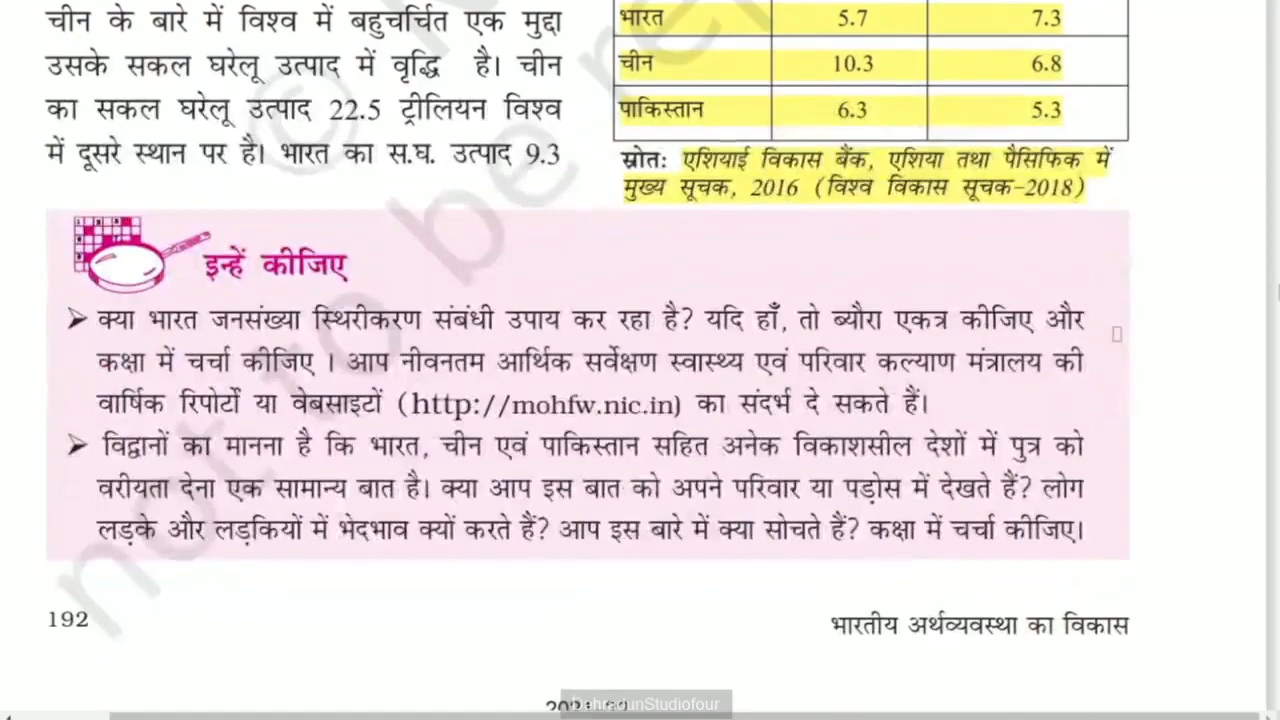 चीन के बारे में विश्व में बहुचर्चित एक मुद्दा
उसके सकल घरेलू उत्पाद में वृद्धि है। चीन
का सकल घरेलू उत्पाद 22.5 ट्रीलियन विश्व
में दूसरे स्थान पर है। भारत का स.घ. उत्पाद 9.3
भारत 5.7 7.3
चीन 10.3 6.8
पाकिस्तान 6.3 5.3
स्रोतः एशियाई विकास बैंक, एशिया तथा पैसिफिक में
मुख्य सूचक, 2016 (विश्व विकास सूचक-2018)
इन्हें कीजिए
➢ क्या भारत जनसंख्या स्थिरीकरण संबंधी उपाय कर रहा है? यदि हाँ, तो ब्यौरा एकत्र कीजिए और
कक्षा में चर्चा कीजिए । आप नीवनतम आर्थिक सर्वेक्षण स्वास्थ्य एवं परिवार कल्याण मंत्रालय की
वार्षिक रिपोर्टों या वेबसाइटों (http://mohfw.nic.in) का संदर्भ दे सकते हैं।
➢ विद्वानों का मानना है कि भारत, चीन एवं पाकिस्तान सहित अनेक विकाशसील देशों में पुत्र को
वरीयता देना एक सामान्य बात है। क्या आप इस बात को अपने परिवार या पड़ोस में देखते हैं? लोग
लड़के और लड़कियों में भेदभाव क्यों करते हैं? आप इस बारे में क्या सोचते हैं? कक्षा में चर्चा कीजिए।
192
भारतीय अर्थव्यवस्था का विकास
DehradunStudiofour
not to be